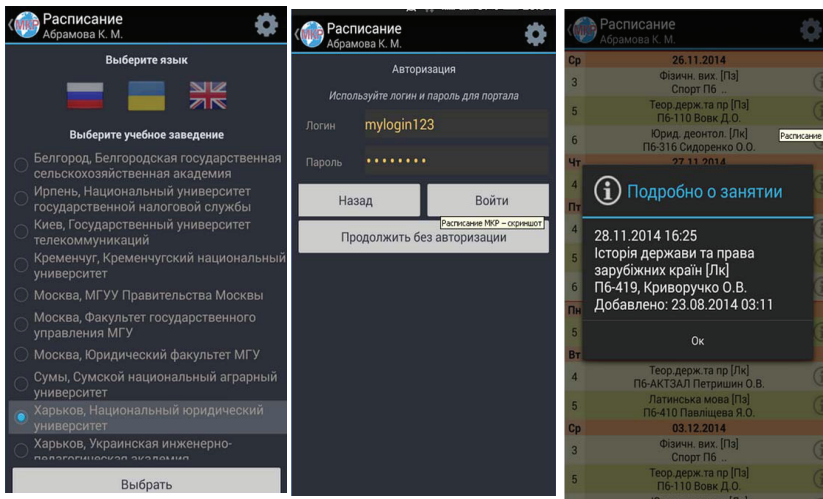 МКР
Расписание
Абрамова К. М.
Выберите язык
Выберите учебное заведение
Белгород, Белгородская государственная
сельскохозяйственная академия
Ирпень, Национальный университет
государственной налоговой службы
Киев, Государственный университет
телекоммуникаций
Кременчуг, Кременчугский национальный
университет
Москва, МГУУ Правительства Москвы
Москва, Факультет государственного
управления МГУ
Москва, Юридический факультет МГУ
Сумы, Сумской национальный аграрный
университет
Харьков, Национальный юридический
университет
Харьков, Украинская инженерно-
педагогическая академия
Выбрать
МКР
Расписание
Абрамова К. М.
Авторизация
Используйте логин и пароль для портала
Логин mylogin123
Пароль ••••••••
Назад Войти
Расписание МКР – скриншот
Продолжить без авторизации
МКР
Расписание
Абрамова К. М.
Ср 26.11.2014
3 Фізичн. вих. [Пз]
Спорт П6 ..
5 Теор.держ.та пр [Пз]
П6-110 Вовк Д.О.
6 Юрид. деонтол. [Лк]
П6-316 Сидоренко О.О.
Расписание
Чт 27.11.2014
4
Пт
4
5
6
Пн
5
Вт
Подробно о занятии
28.11.2014 16:25
Історія держави та права
зарубіжних країн [Лк]
П6-419, Криворучко О.В.
Добавлено: 23.08.2014 03:11
Ок
4 Теор.держ.та пр [Лк]
П6-АКТЗАЛ Петришин О.В.
5 Латинська мова [Пз]
П6-410 Павліщева Я.О.
Ср 03.12.2014
3 Фізичн. вих. [Пз]
Спорт П6 ..
5 Теор.держ.та пр [Пз]
П6-110 Вовк Д.О.